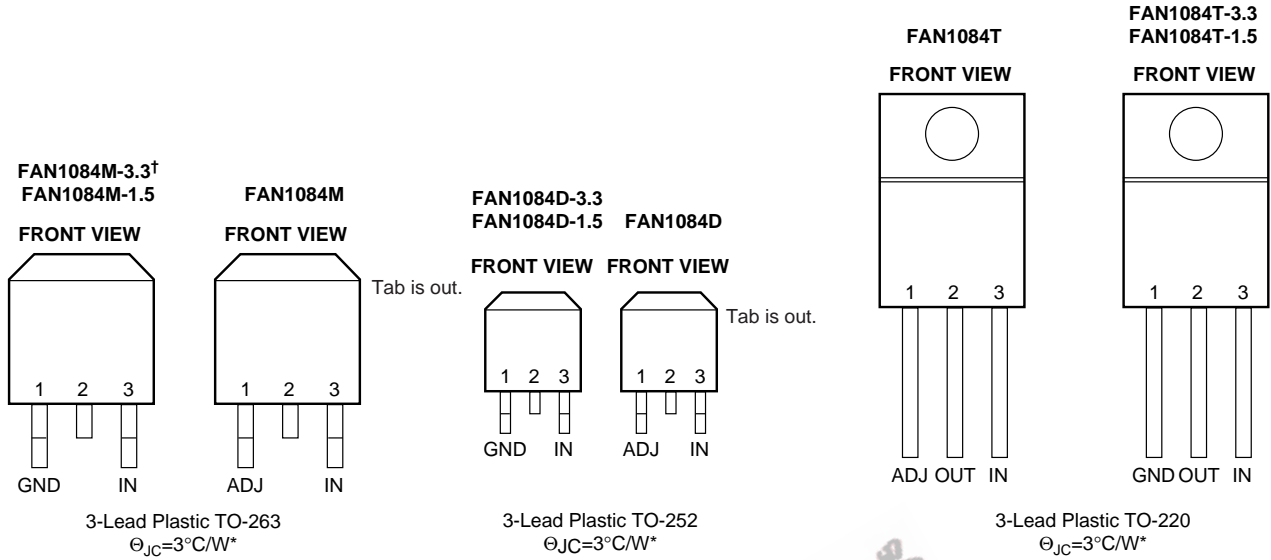 FAN1084M-3.3†
FAN1084M-1.5
FRONT VIEW
1 2 3
GND IN
FAN1084M
FRONT VIEW
Tab is out.
1 2 3
ADJ IN
3-Lead Plastic TO-263
ΘJC=3°C/W*
FAN1084D-3.3
FAN1084D-1.5
FRONT VIEW
1 2 3
GND IN
FAN1084D
FRONT VIEW
Tab is out.
1 2 3
ADJ IN
3-Lead Plastic TO-252
ΘJC=3°C/W*
FAN1084T
FRONT VIEW
1 2 3
ADJ OUT IN
FAN1084T-3.3
FAN1084T-1.5
FRONT VIEW
1 2 3
GND OUT IN
3-Lead Plastic TO-220
ΘJC=3°C/W*